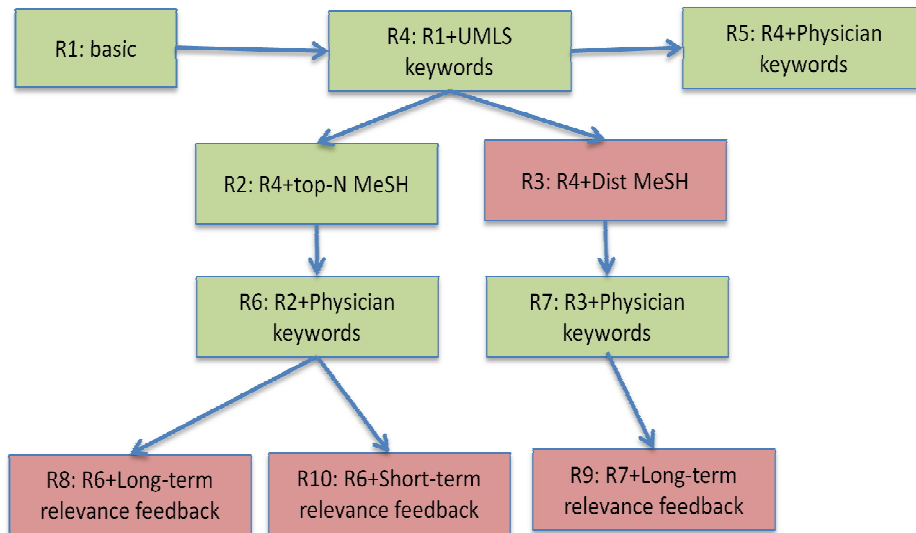 R1: basic
R4: R1+UMLS
keywords
R5: R4+Physician
keywords
R2: R4+top-N MeSH
R3: R4+Dist MeSH
R6: R2+Physician
keywords
R7: R3+Physician
keywords
R8: R6+Long-term
relevance feedback
R10: R6+Short-term
relevance feedback
R9: R7+Long-term
relevance feedback